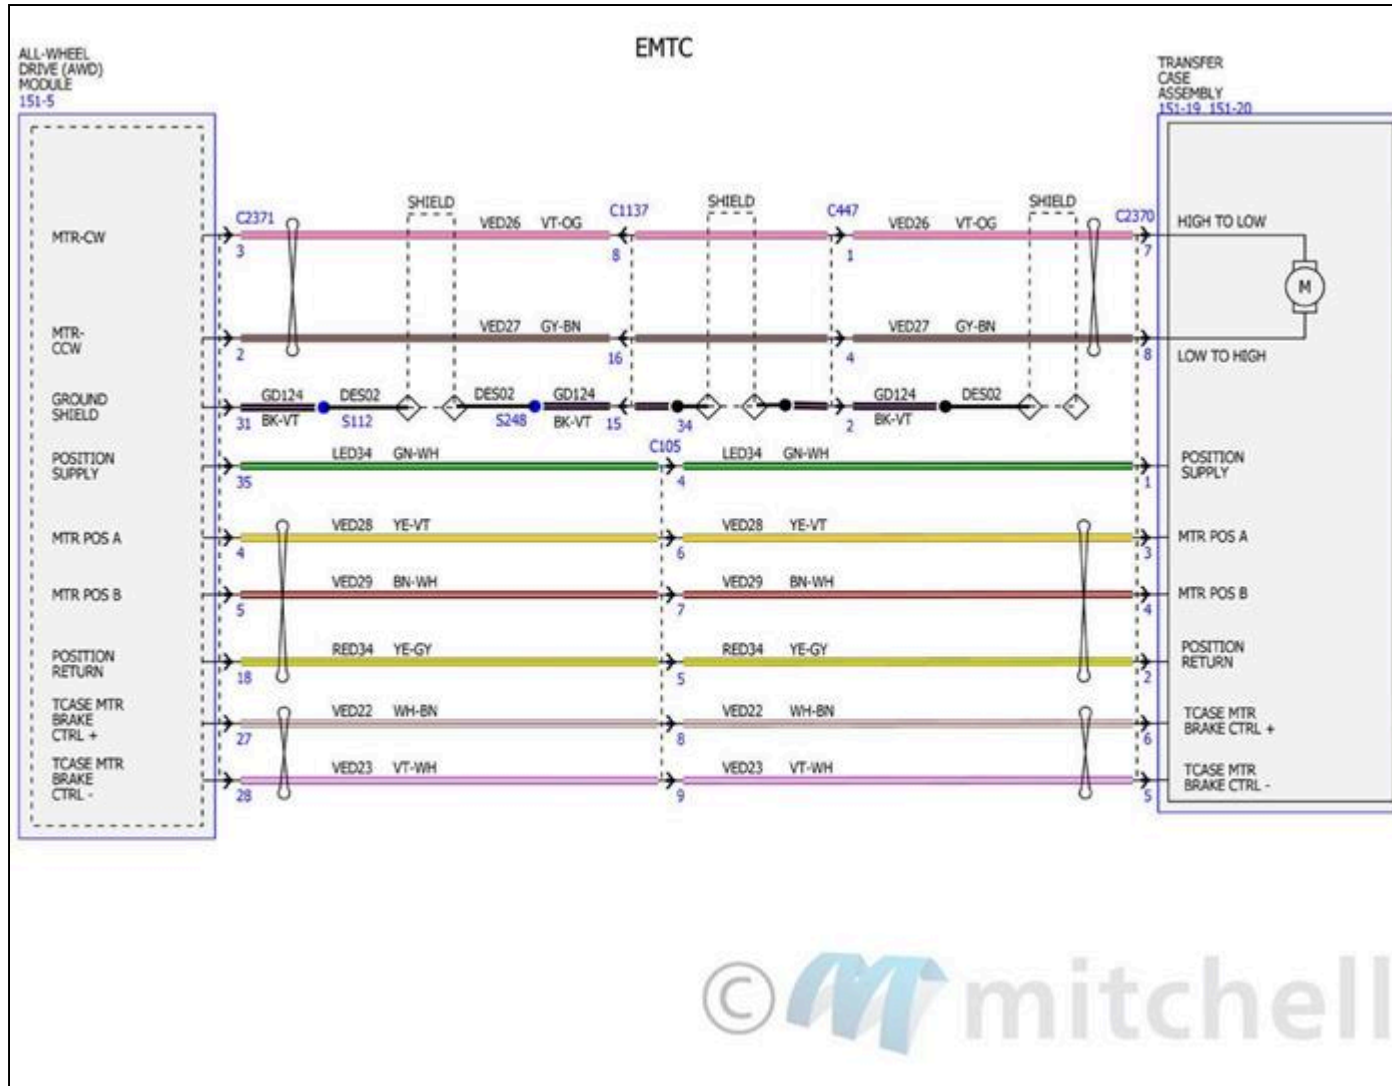 EMTC
ALL-WHEEL
DRIVE (AWD)
MODULE
151-5
TRANSFER
CASE
ASSEMBLY
151-19 151-20
SHIELD
SHIELD
SHIELD
C2371
C1137
C447
C2370
MTR-CW
3
VED26 VT-OG
8
1
VED26 VT-OG
7
HIGH TO LOW
M
MTR-
CCW
2
VED27 GY-BN
16
4
VED27 GY-BN
8
LOW TO HIGH
GROUND
SHIELD
31
GD124
BK-VT
DES02
S112
DES02
S248
GD124
BK-VT
15
34
2
GD124
BK-VT
DES02
C105
POSITION
SUPPLY
35
LED34 GN-WH
4
LED34 GN-WH
1
POSITION
SUPPLY
MTR POS A
4
VED28 YE-VT
6
VED28 YE-VT
3
MTR POS A
MTR POS B
5
VED29 BN-WH
7
VED29 BN-WH
4
MTR POS B
POSITION
RETURN
18
RED34 YE-GY
5
RED34 YE-GY
2
POSITION
RETURN
TCASE MTR
BRAKE
CTRL +
27
VED22 WH-BN
8
VED22 WH-BN
6
TCASE MTR
BRAKE CTRL +
TCASE MTR
BRAKE
CTRL -
28
VED23 VT-WH
9
VED23 VT-WH
5
TCASE MTR
BRAKE CTRL -
© mitchell